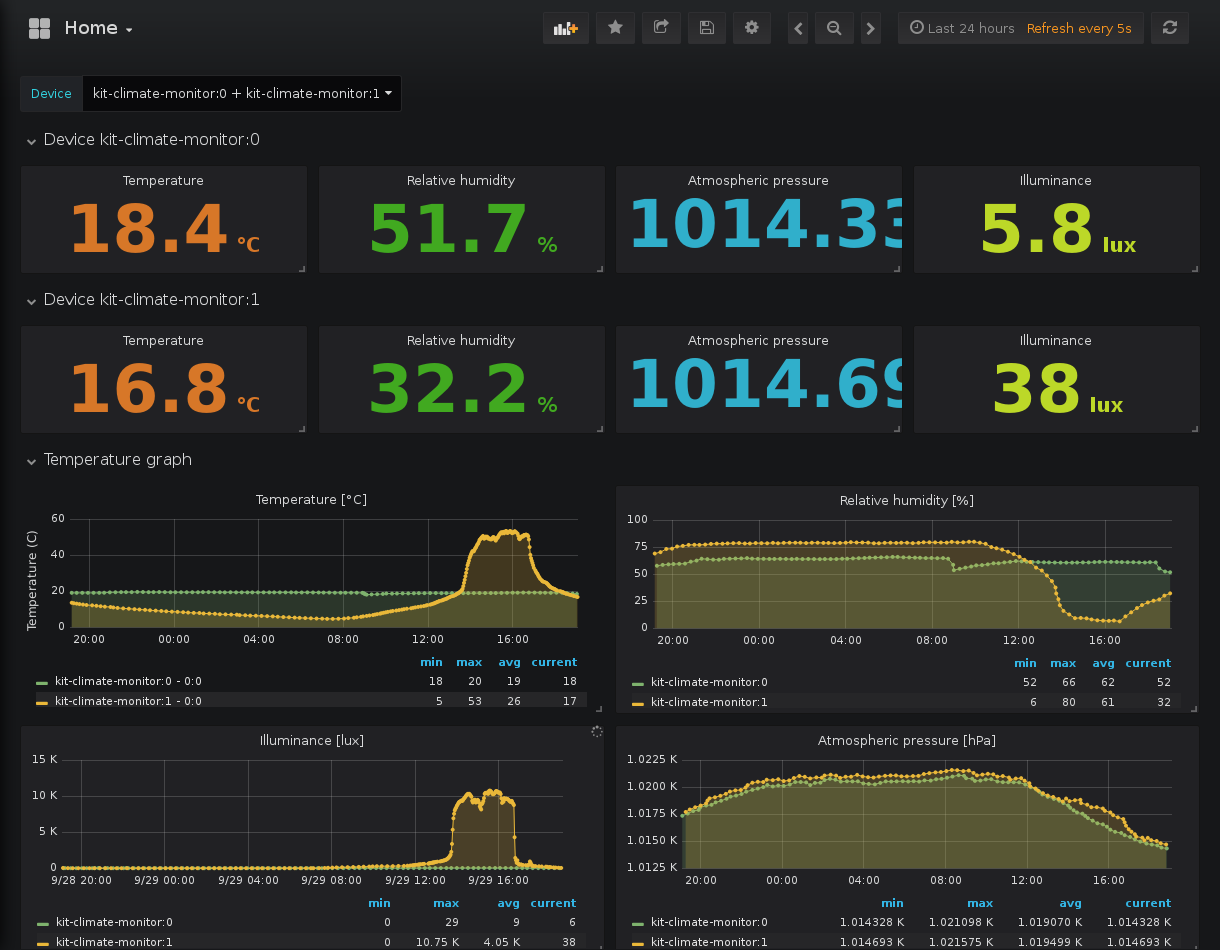 Home
Last 24 hours Refresh every 5s
Device kit-climate-monitor:0 + kit-climate-monitor:1
Device kit-climate-monitor:0
Temperature Relative humidity Atmospheric pressure Illuminance
18.4 °C 51.7 % 1014.33 5.8 lux
Device kit-climate-monitor:1
Temperature Relative humidity Atmospheric pressure Illuminance
16.8 °C 32.2 % 1014.69 38 lux
Temperature graph
Temperature [°C]
Temperature (C)
60
40
20
0
20:00 00:00 04:00 08:00 12:00 16:00
min max avg current
kit-climate-monitor:0 - 0:0 18 20 19 18
kit-climate-monitor:1 - 0:0 5 53 26 17
Relative humidity [%]
100
75
50
25
0
20:00 00:00 04:00 08:00 12:00 16:00
min max avg current
kit-climate-monitor:0 52 66 62 52
kit-climate-monitor:1 6 80 61 32
Illuminance [lux]
15 K
10 K
5 K
0
9/28 20:00 9/29 00:00 9/29 04:00 9/29 08:00 9/29 12:00 9/29 16:00
min max avg current
kit-climate-monitor:0 0 29 9 6
kit-climate-monitor:1 0 10.75 K 4.05 K 38
Atmospheric pressure [hPa]
1.0225 K
1.0200 K
1.0175 K
1.0150 K
1.0125 K
20:00 00:00 04:00 08:00 12:00 16:00
min max avg current
kit-climate-monitor:0 1.014328 K 1.021098 K 1.019070 K 1.014328 K
kit-climate-monitor:1 1.014693 K 1.021575 K 1.019499 K 1.014693 K